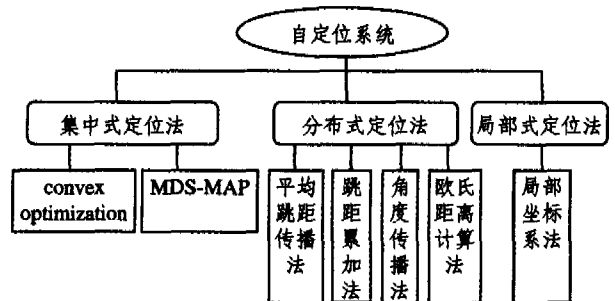 自定位系统
集中式定位法
分布式定位法
局部式定位法
convex
optimization
MDS-MAP
平均
跳距
传播
法
跳
距
累
加
法
角
度
传
播
法
欧氏
距离
计算
法
局部
坐标
系法